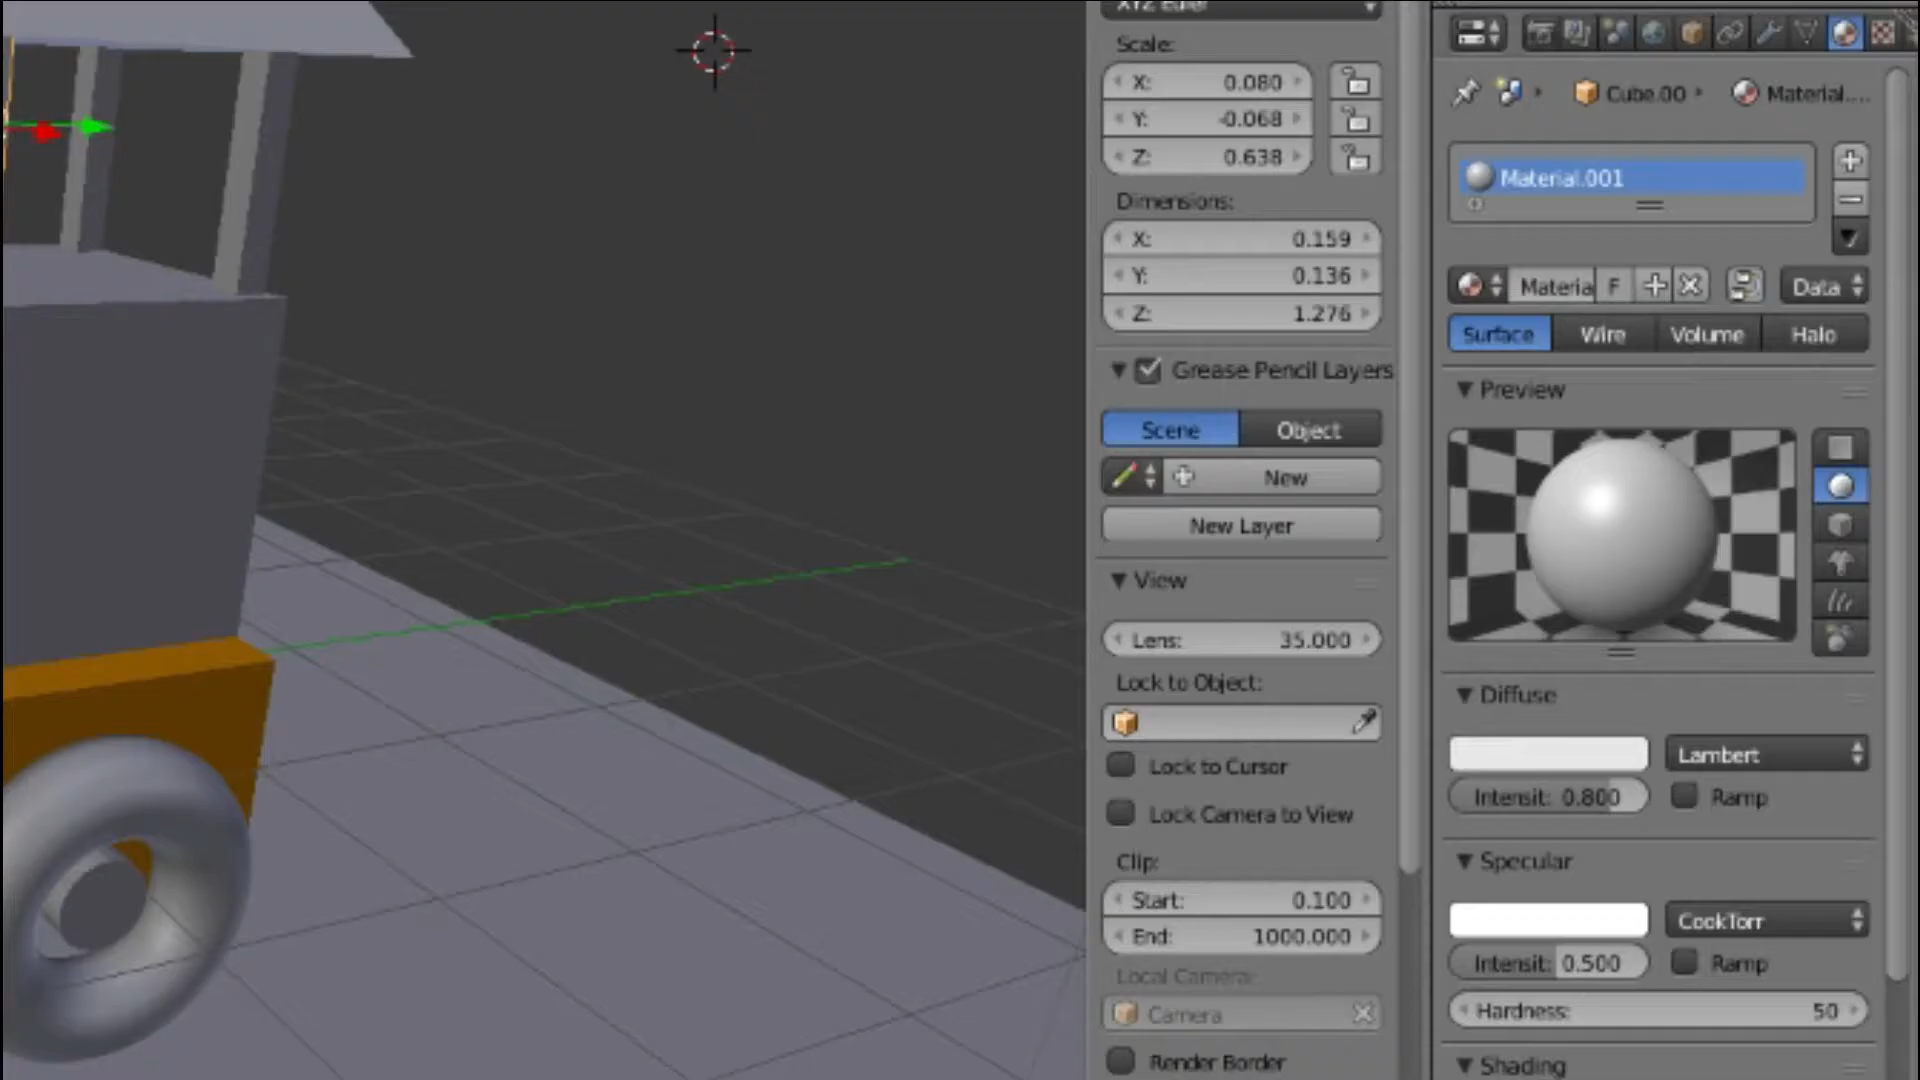 XYZ Euler
Scale:
X: 0.080
Y: -0.068
Z: 0.638
Dimensions:
X: 0.159
Y: 0.136
Z: 1.276
Grease Pencil Layers
Scene Object
New
New Layer
View
Lens: 35.000
Lock to Object:
Lock to Cursor
Lock Camera to View
Clip:
Start: 0.100
End: 1000.000
Local Camera:
Camera
Render Border
Cube.00 Material....
Material.001
Materia F Data
Surface Wire Volume Halo
Preview
Diffuse
Lambert
Intensit: 0.800 Ramp
Specular
CookTorr
Intensit: 0.500 Ramp
Hardness: 50
Shading